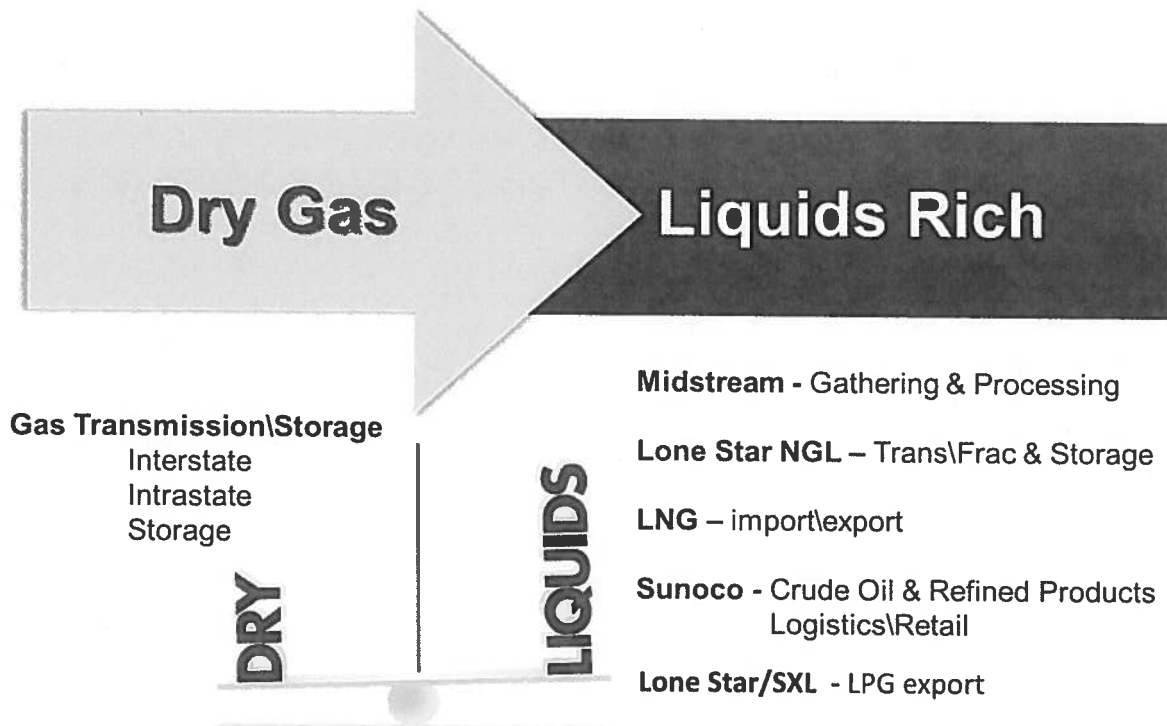 Dry Gas
Liquids Rich
Gas Transmission\Storage
Interstate
Intrastate
Storage
DRY
LIQUIDS
Midstream - Gathering & Processing
Lone Star NGL – Trans\Frac & Storage
LNG – import\export
Sunoco - Crude Oil & Refined Products
Logistics\Retail
Lone Star/SXL - LPG export